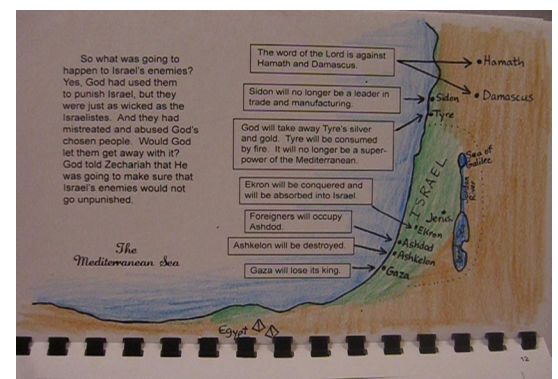 So what was going to
happen to Israel's enemies?
Yes, God had used them
to punish Israel, but they
were just as wicked as the
Israelistes. And they had
mistreated and abused God's
chosen people. Would God
let them get away with it?
God told Zechariah that He
was going to make sure that
Israel's enemies would not
go unpunished.
The
Mediterranean Sea
The word of the Lord is against
Hamath and Damascus.
Sidon will no longer be a leader in
trade and manufacturing.
God will take away Tyre's silver
and gold. Tyre will be consumed
by fire. It will no longer be a super-
power of the Mediterranean.
Ekron will be conquered and
will be absorbed into Israel.
Foreigners will occupy
Ashdod.
Ashkelon will be destroyed.
Gaza will lose its king.
Hamath
Damascus
Sidon
Tyre
Sea of
Galilee
ISRAEL
Jordan
River
Jerus.
Ekron
Ashdod
Ashkelon
Gaza
Egypt
12